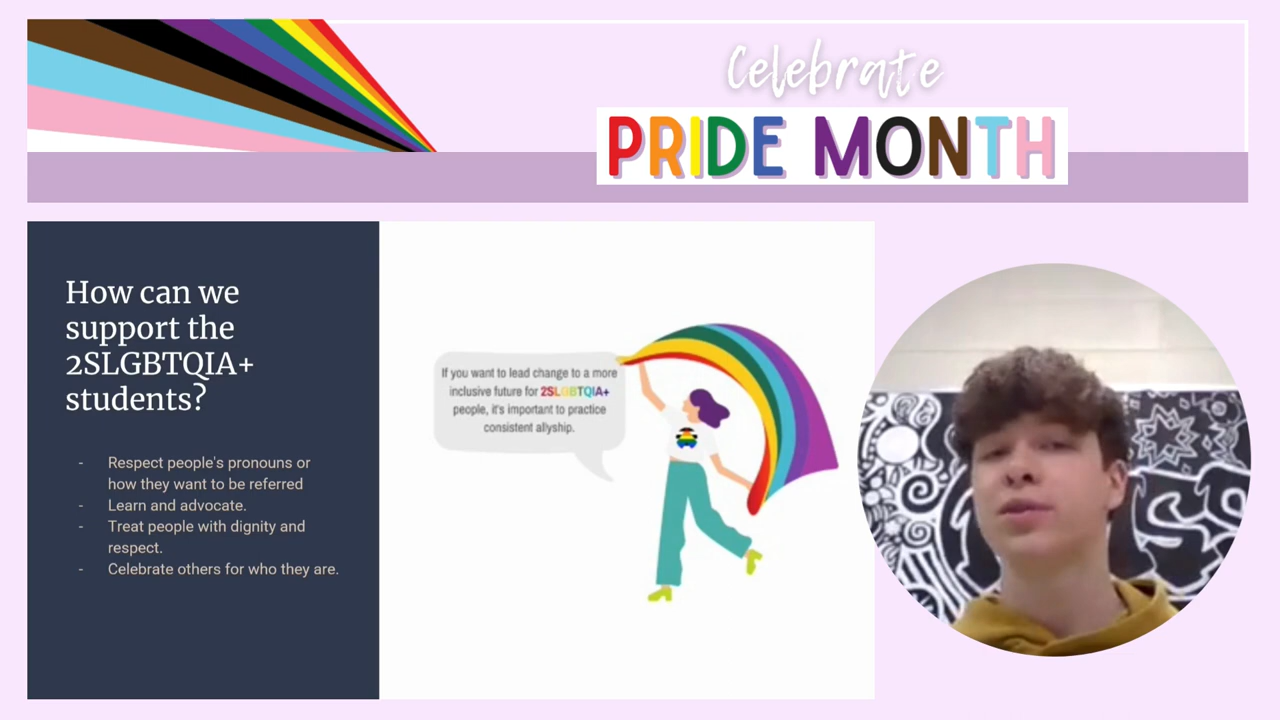 Celebrate
PRIDE MONTH
How can we
support the
2SLGBTQIA+
students?
- Respect people's pronouns or
how they want to be referred
- Learn and advocate.
- Treat people with dignity and
respect.
- Celebrate others for who they are.
If you want to lead change to a more
inclusive future for 2SLGBTQIA+
people, it's important to practice
consistent allyship.